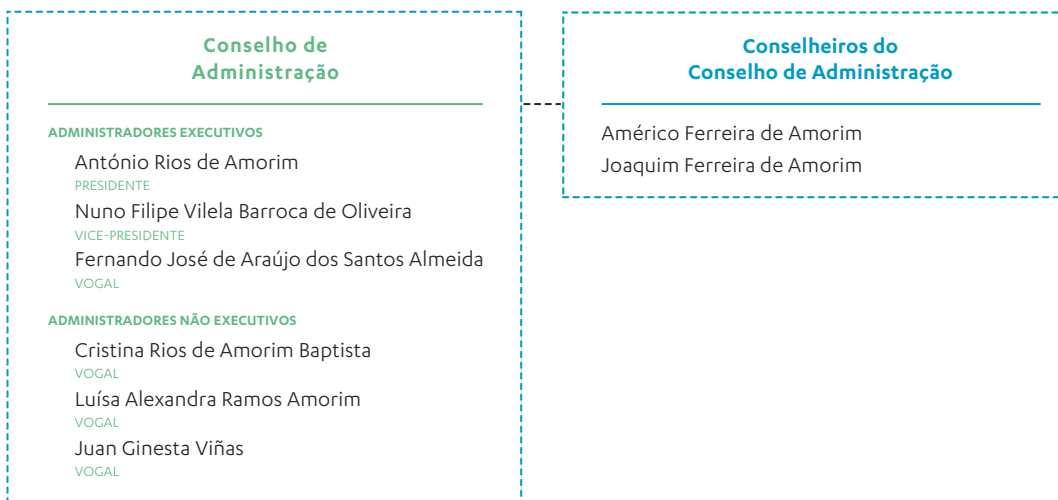 Conselho de
Administração
ADMINISTRADORES EXECUTIVOS
António Rios de Amorim
PRESIDENTE
Nuno Filipe Vilela Barroca de Oliveira
VICE-PRESIDENTE
Fernando José de Araújo dos Santos Almeida
VOGAL
ADMINISTRADORES NÃO EXECUTIVOS
Cristina Rios de Amorim Baptista
VOGAL
Luísa Alexandra Ramos Amorim
VOGAL
Juan Ginesta Viñas
VOGAL
Conselheiros do
Conselho de Administração
Américo Ferreira de Amorim
Joaquim Ferreira de Amorim